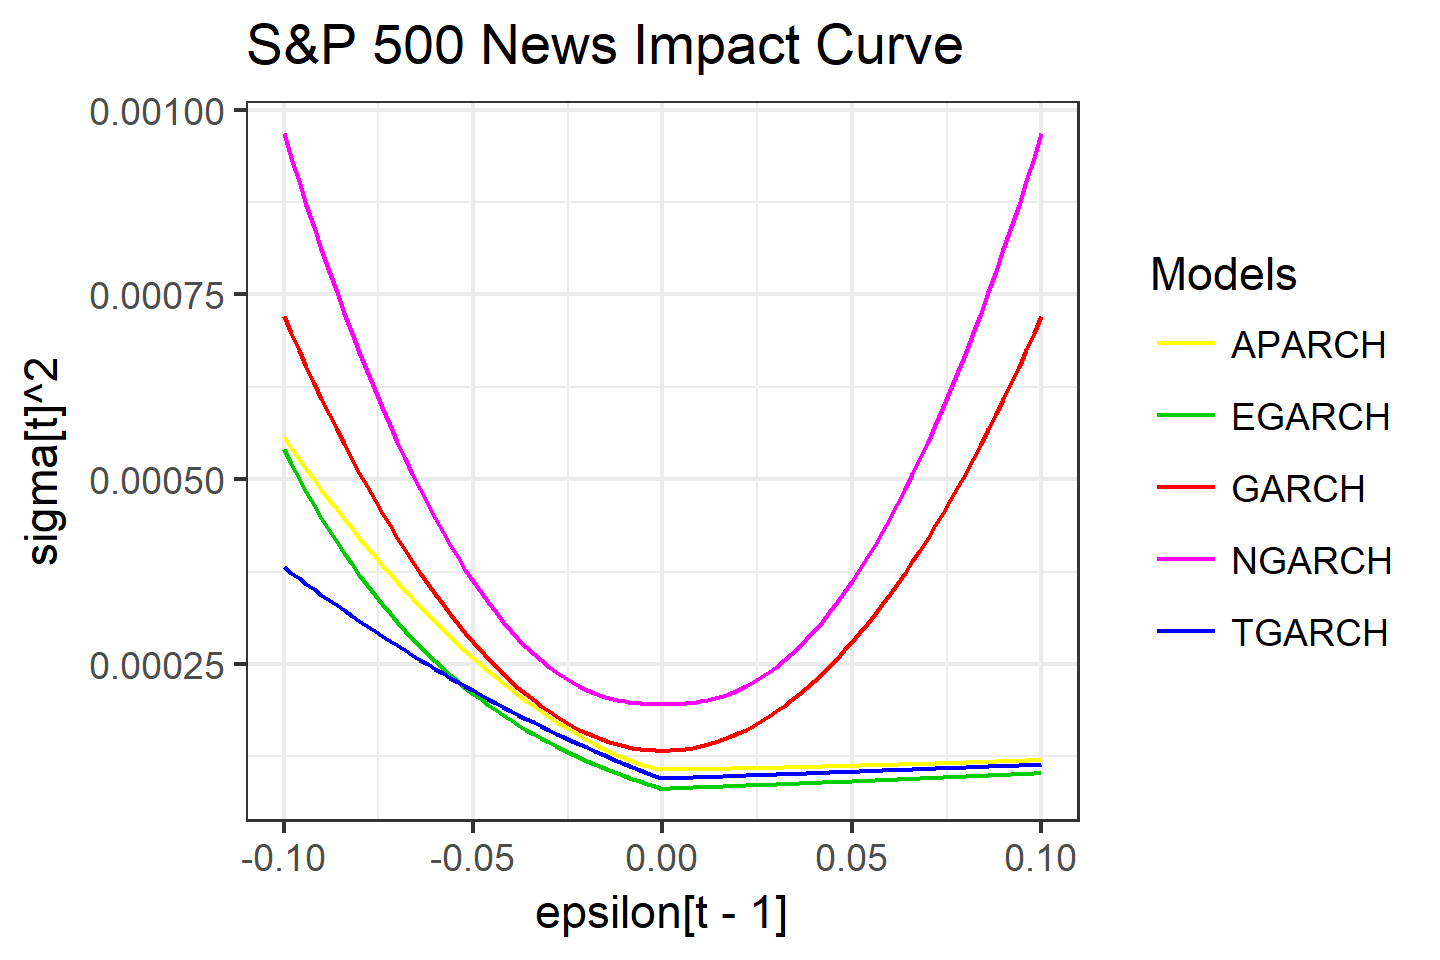 S&P 500 News Impact Curve
0.00100
0.00075
0.00050
0.00025
sigma[t]^2
-0.10 -0.05 0.00 0.05 0.10
epsilon[t - 1]
Models
APARCH
EGARCH
GARCH
NGARCH
TGARCH